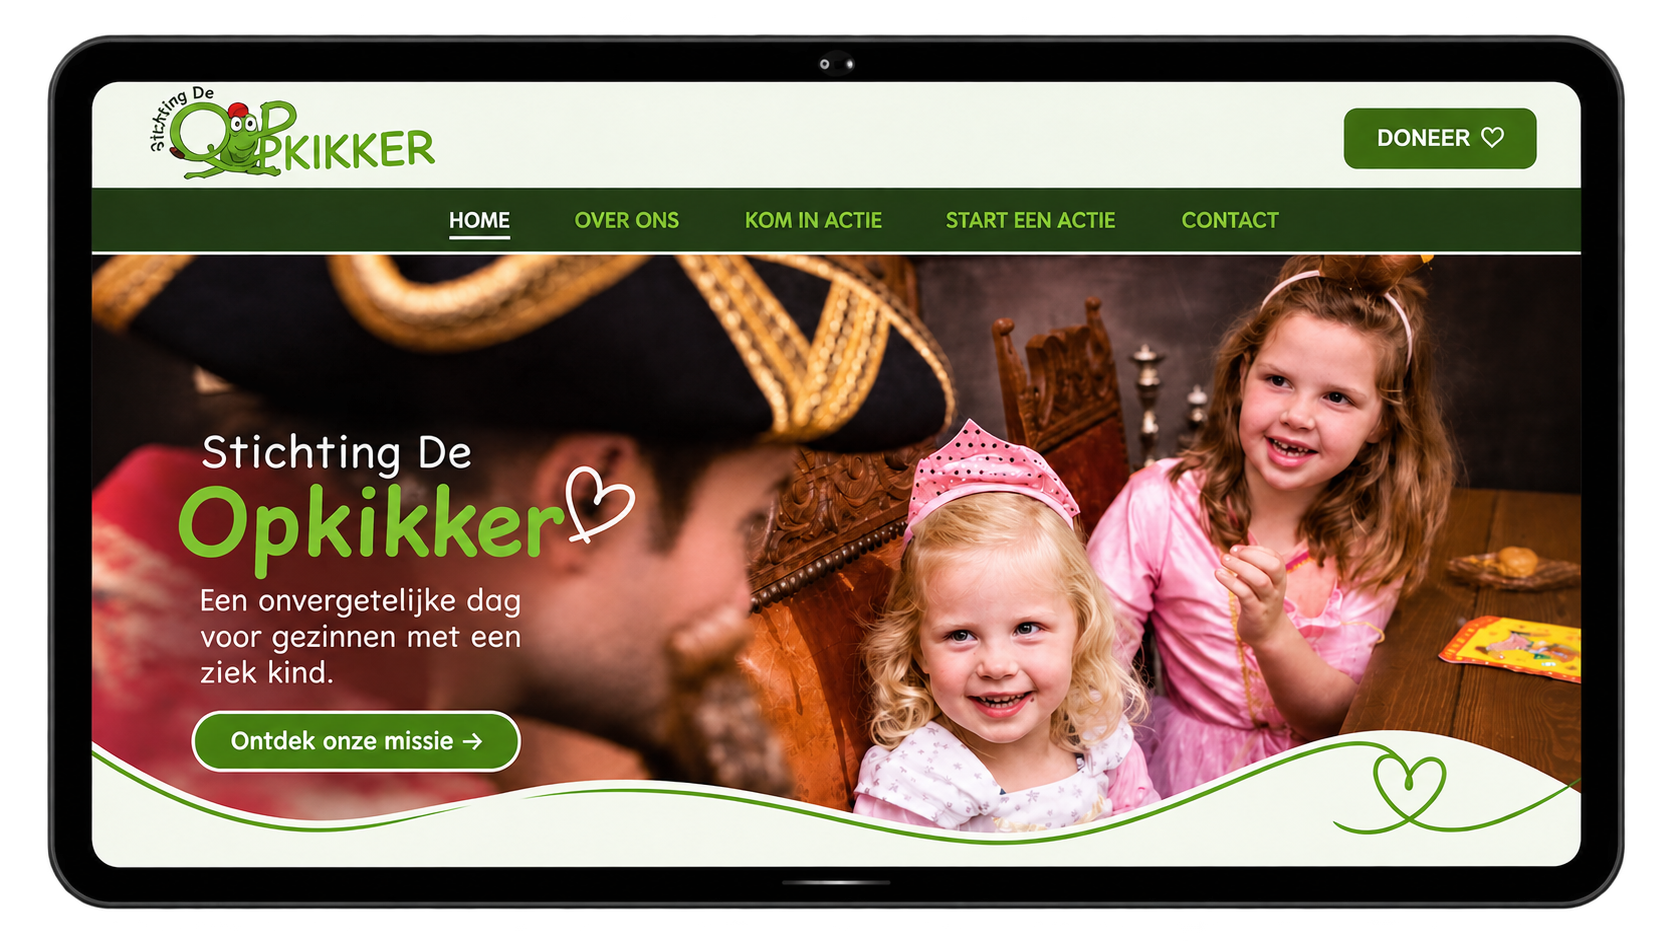 Stichting De
OPKIKKER
DONEER
HOME OVER ONS KOM IN ACTIE START EEN ACTIE CONTACT
Stichting De
Opkikker
Een onvergetelijke dag
voor gezinnen met een
ziek kind.
Ontdek onze missie →